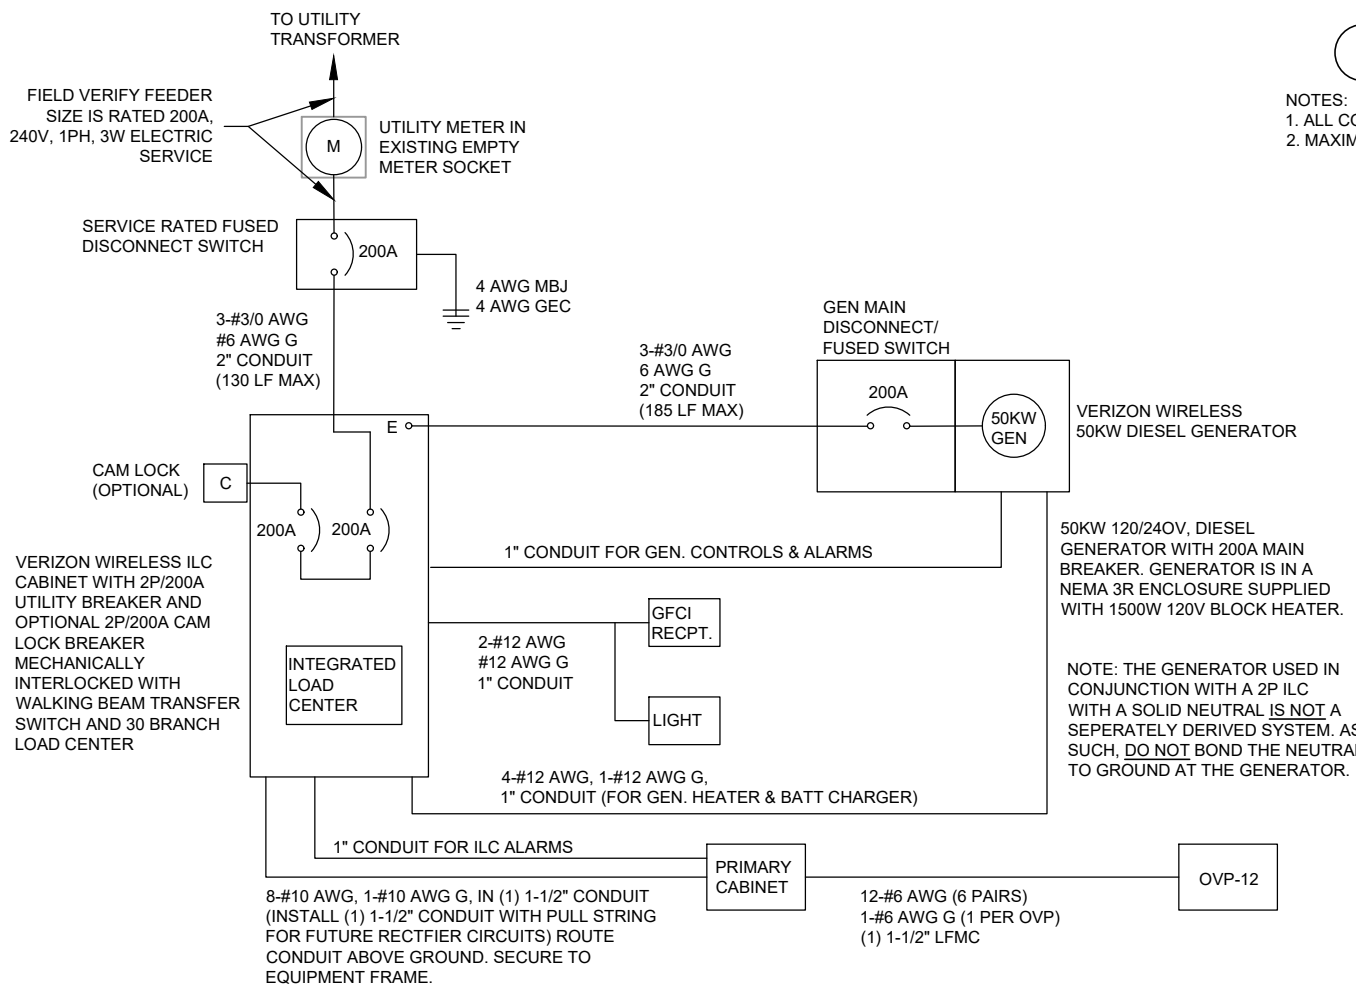 TO UTILITY
TRANSFORMER
FIELD VERIFY FEEDER
SIZE IS RATED 200A,
240V, 1PH, 3W ELECTRIC
SERVICE
M
UTILITY METER IN
EXISTING EMPTY
METER SOCKET
NOTES:
1. ALL
2.
SERVICE RATED FUSED
DISCONNECT SWITCH
200A
4 AWG MBJ
4 AWG GEC
3-#3/0 AWG
#6 AWG G
2" CONDUIT
(130 LF MAX)
3-#3/0 AWG
6 AWG G
2" CONDUIT
(185 LF MAX)
GEN MAIN
DISCONNECT/
FUSED SWITCH
200A
50KW
GEN
VERIZON WIRELESS
50KW DIESEL GENERATOR
E
CAM LOCK
(OPTIONAL)
C
200A
200A
VERIZON WIRELESS ILC
CABINET WITH 2P/200A
UTILITY BREAKER AND
OPTIONAL 2P/200A CAM
LOCK BREAKER
MECHANICALLY
INTERLOCKED WITH
WALKING BEAM TRANSFER
SWITCH AND 30 BRANCH
LOAD CENTER
INTEGRATED
LOAD
CENTER
1" CONDUIT FOR GEN. CONTROLS & ALARMS
50KW 120/24OV, DIESEL
GENERATOR WITH 200A MAIN
BREAKER. GENERATOR IS IN A
NEMA 3R ENCLOSURE SUPPLIED
WITH 1500W 120V BLOCK HEATER.
2-#12 AWG
#12 AWG G
1" CONDUIT
GFCI
RECPT.
LIGHT
NOTE: THE GENERATOR USED IN
CONJUNCTION WITH A 2P ILC
WITH A SOLID NEUTRAL IS NOT A
SEPERATELY DERIVED SYSTEM. AS
SUCH, DO NOT BOND THE NEUTRAL
TO GROUND AT THE GENERATOR.
4-#12 AWG, 1-#12 AWG G,
1" CONDUIT (FOR GEN. HEATER & BATT CHARGER)
1" CONDUIT FOR ILC ALARMS
8-#10 AWG, 1-#10 AWG G, IN (1) 1-1/2" CONDUIT
(INSTALL (1) 1-1/2" CONDUIT WITH PULL STRING
FOR FUTURE RECTFIER CIRCUITS) ROUTE
CONDUIT ABOVE GROUND. SECURE TO
EQUIPMENT FRAME.
PRIMARY
CABINET
12-#6 AWG (6 PAIRS)
1-#6 AWG G (1 PER OVP)
(1) 1-1/2" LFMC
OVP-12